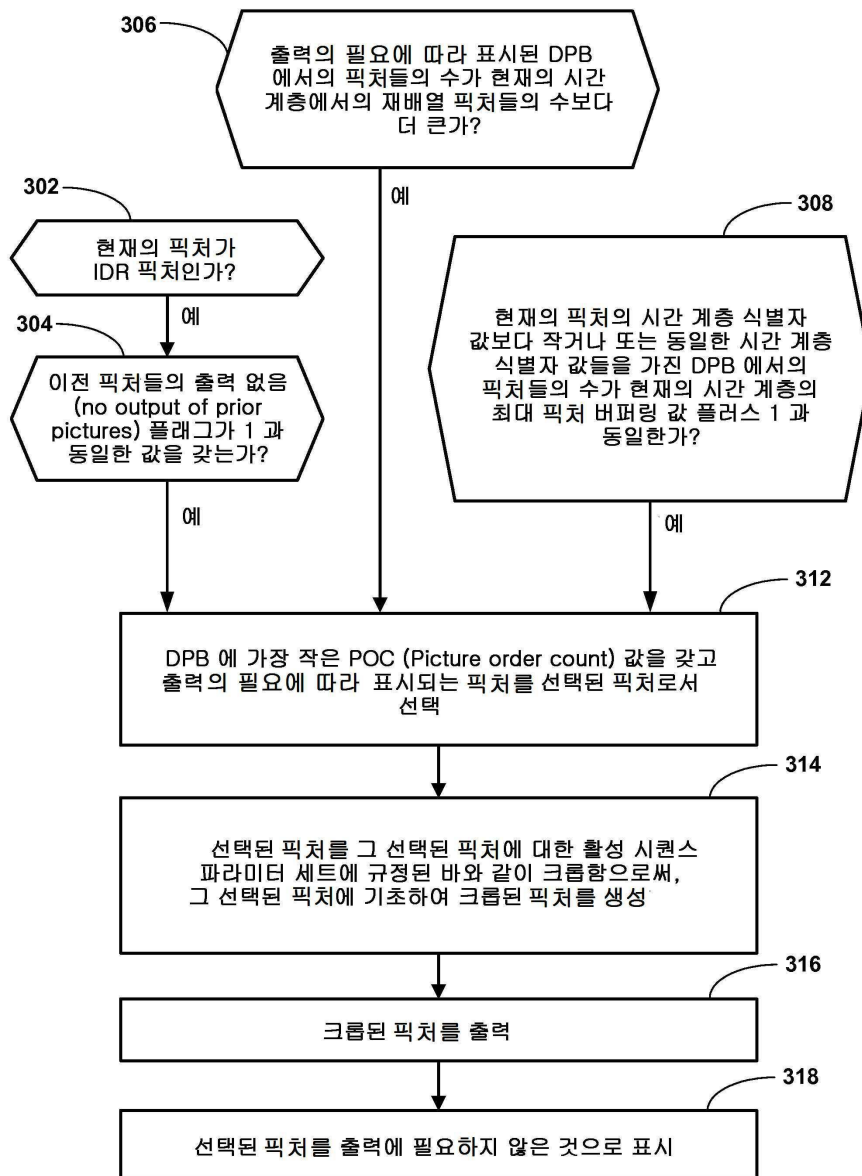 306
출력의 필요에 따라 표시된 DPB
에서의 픽처들의 수가 현재의 시간
계층에서의 재배열 픽처들의 수보다
더 큰가?
예
302
현재의 픽처가
IDR 픽처인가?
예
304
이전 픽처들의 출력 없음
(no output of prior
pictures) 플래그가 1 과
동일한 값을 갖는가?
예
308
현재의 픽처의 시간 계층 식별자
값보다 작거나 또는 동일한 시간 계층
식별자 값들을 가진 DPB 에서의
픽처들의 수가 현재의 시간 계층의
최대 픽처 버퍼링 값 플러스 1 과
동일한가?
예
312
DPB 에 가장 작은 POC (Picture order count) 값을 갖고
출력의 필요에 따라 표시되는 픽처를 선택된 픽처로서
선택
314
선택된 픽처를 그 선택된 픽처에 대한 활성 시퀀스
파라미터 세트에 규정된 바와 같이 크롭함으로써,
그 선택된 픽처에 기초하여 크롭된 픽처를 생성
316
크롭된 픽처를 출력
318
선택된 픽처를 출력에 필요하지 않은 것으로 표시